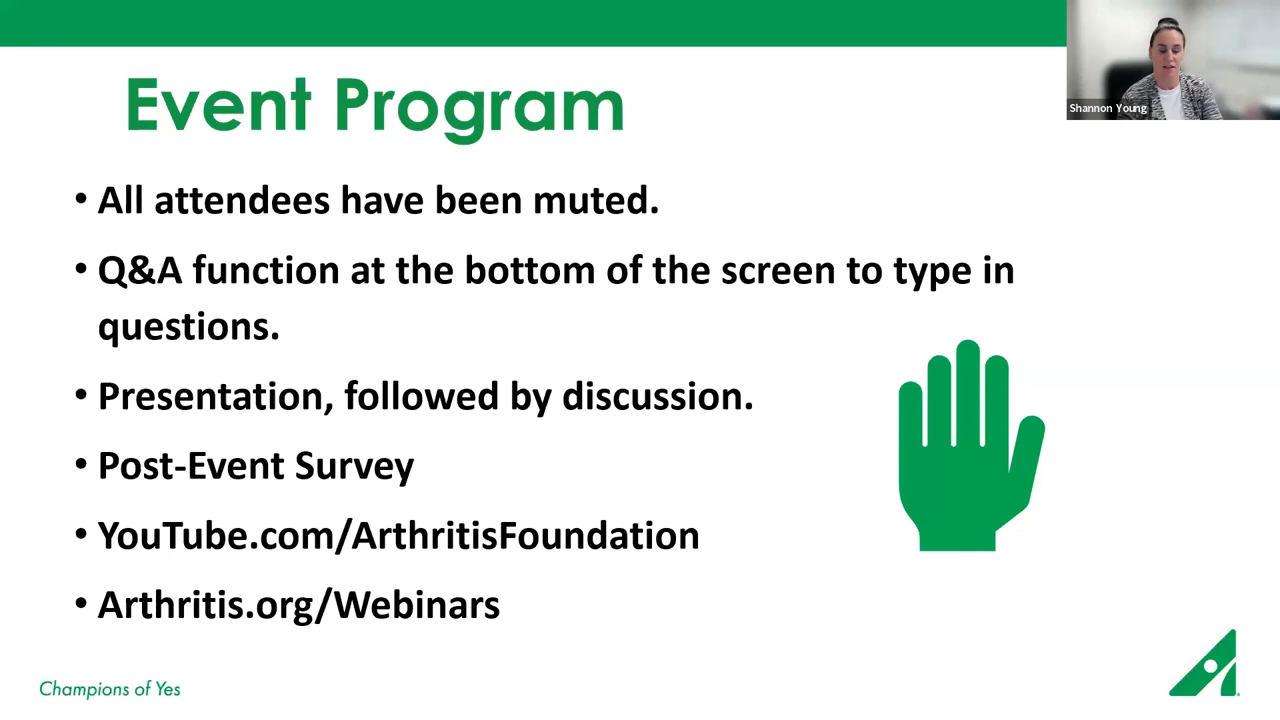 Event Program
Shannon Young
• All attendees have been muted.
• Q&A function at the bottom of the screen to type in
questions.
• Presentation, followed by discussion.
• Post-Event Survey
• YouTube.com/ArthritisFoundation
• Arthritis.org/Webinars
Champions of Yes